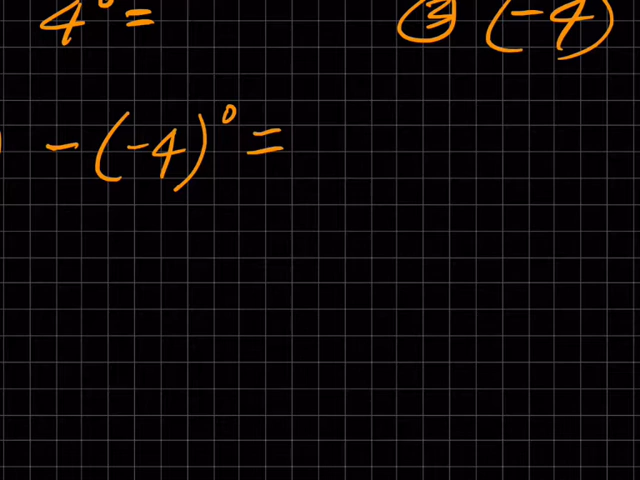 4⁰ = ③ (-4)
-(-4)⁰ =